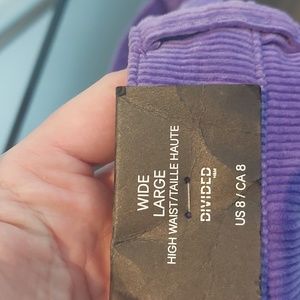 WIDE
LARGE
HIGH WAIST/TAILLE HAUTE
DIVIDED
H&M
US 8 / CA 8